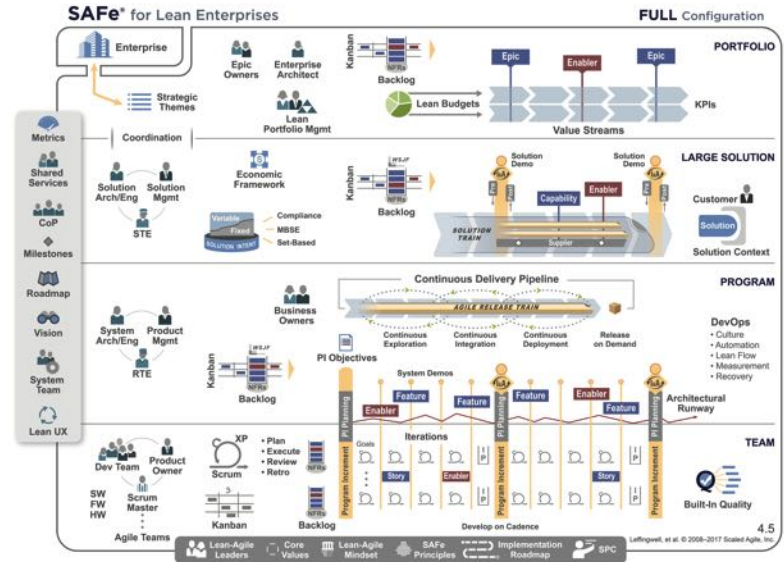 SAFe® for Lean Enterprises
FULL Configuration
Enterprise
Strategic
Themes
Epic
Owners
Enterprise
Architect
Lean
Portfolio Mgmt
Kanban
NFRs
Backlog
Lean Budgets
Epic
Enabler
Epic
Value Streams
KPIs
PORTFOLIO
Metrics
Shared
Services
CoP
Milestones
Roadmap
Vision
System
Team
Lean UX
Coordination
Solution
Arch/Eng
Solution
Mgmt
STE
Economic
Framework
Variable
Fixed
SOLUTION INTENT
Compliance
MBSE
Set-Based
Kanban
WSJF
NFRs
Backlog
Solution
Demo
Solution
Demo
I&A
I&A
Pre
Post
Pre
Post
Capability
Enabler
SOLUTION
TRAIN
Supplier
LARGE SOLUTION
Customer
Solution
Solution Context
System
Arch/Eng
Product
Mgmt
RTE
Business
Owners
Kanban
WSJF
NFRs
Backlog
Continuous Delivery Pipeline
AGILE RELEASE TRAIN
Continuous
Exploration
Continuous
Integration
Continuous
Deployment
Release
on Demand
PROGRAM
DevOps
• Culture
• Automation
• Lean Flow
• Measurement
• Recovery
PI Objectives
System Demos
I&A
I&A
PI Planning
PI Planning
PI Planning
Enabler
Feature
Feature
Feature
Enabler
Feature
Architectural
Runway
Dev Team
Product
Owner
Scrum
Master
SW
FW
HW
Agile Teams
XP
Scrum
• Plan
• Execute
• Review
• Retro
Kanban
NFRs
NFRs
Backlog
Program Increment
Program Increment
Program Increment
Iterations
Goals
Story
Enabler
Story
I
P
I
P
I
P
I
P
Develop on Cadence
TEAM
Built-In Quality
4.5
Leffingwell, et al. © 2008–2017 Scaled Agile, Inc.
Lean-Agile
Leaders
Core
Values
Lean-Agile
Mindset
SAFe
Principles
Implementation
Roadmap
SPC